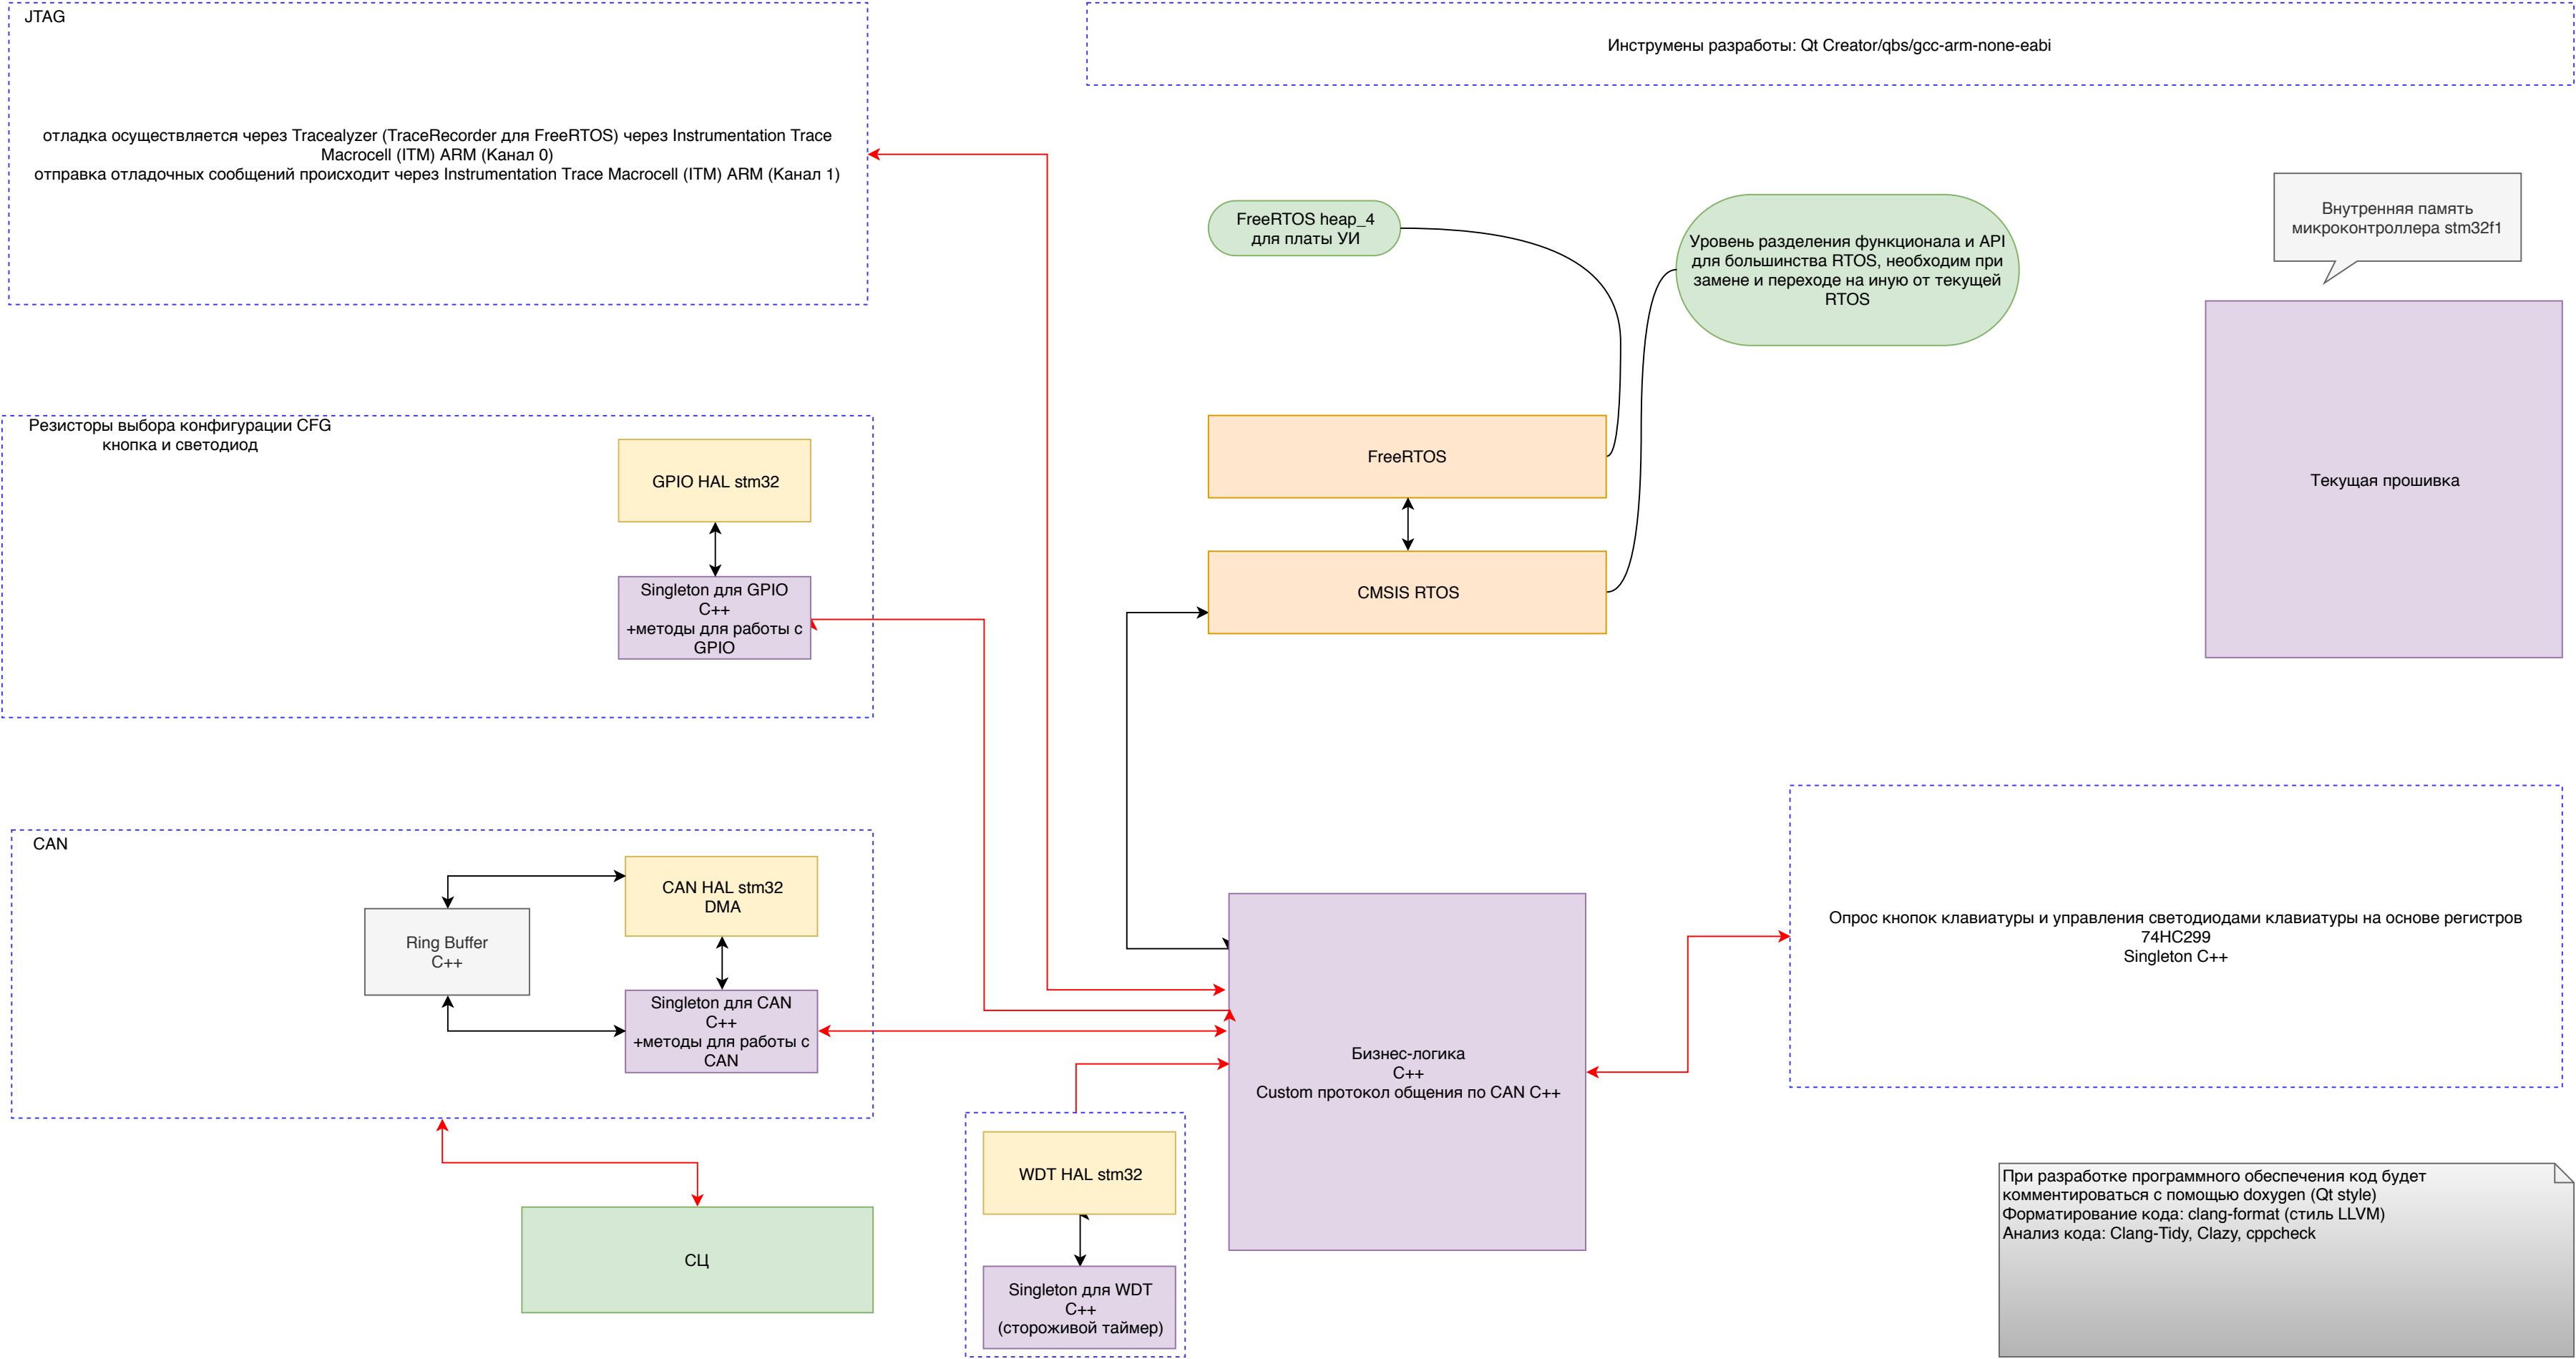 JTAG
Инструмены разработы: Qt Creator/qbs/gcc-arm-none-eabi
отладка осуществляется через Tracealyzer (TraceRecorder для FreeRTOS) через Instrumentation Trace
Macrocell (ITM) ARM (Канал 0)
отправка отладочных сообщений происходит через Instrumentation Trace Macrocell (ITM) ARM (Канал 1)
FreeRTOS heap_4
для платы УИ
Уровень разделения функционала и API
для большинства RTOS, необходим при
замене и переходе на иную от текущей
RTOS
Внутренняя память
микроконтроллера stm32f1
Резисторы выбора конфигурации CFG
кнопка и светодиод
GPIO HAL stm32
Singleton для GPIO
C++
+методы для работы с
GPIO
FreeRTOS
CMSIS RTOS
Текущая прошивка
CAN
CAN HAL stm32
DMA
Ring Buffer
C++
Singleton для CAN
C++
+методы для работы с
CAN
Бизнес-логика
C++
Custom протокол общения по CAN C++
Опрос кнопок клавиатуры и управления светодиодами клавиатуры на основе регистров
74HC299
Singleton C++
СЦ
WDT HAL stm32
Singleton для WDT
C++
(стороживой таймер)
При разработке программного обеспечения код будет
комментироваться с помощью doxygen (Qt style)
Форматирование кода: clang-format (стиль LLVM)
Анализ кода: Clang-Tidy, Clazy, cppcheck